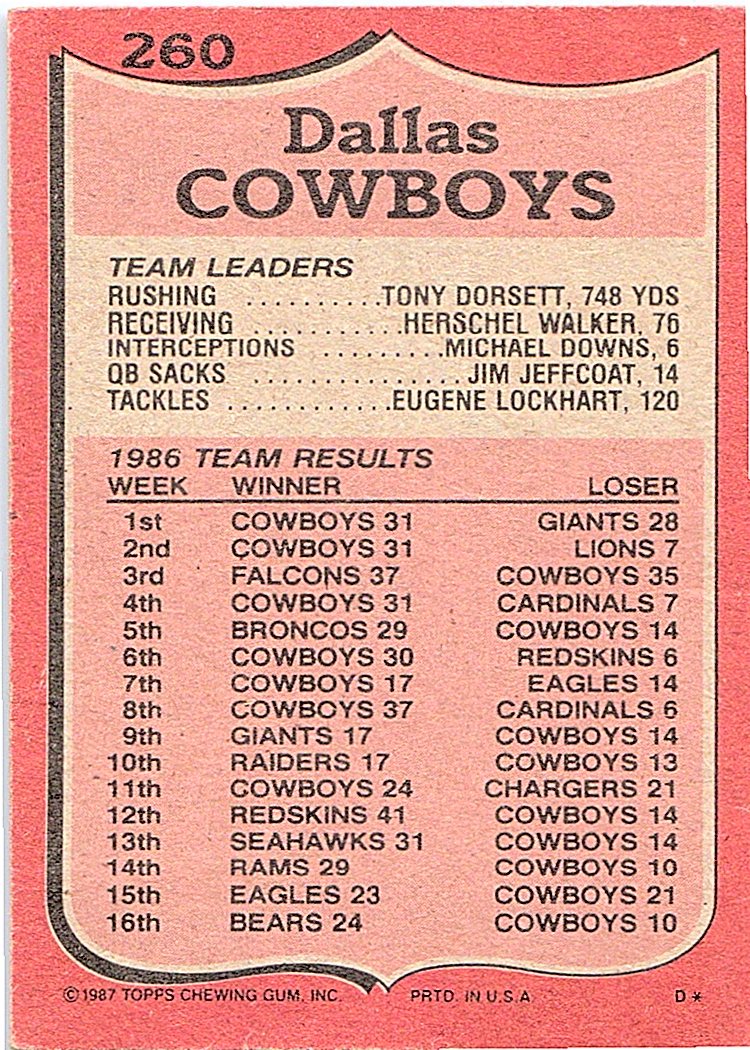 260
Dallas
COWBOYS
TEAM LEADERS
RUSHING ..........TONY DORSETT, 748 YDS
RECEIVING ...........HERSCHEL WALKER, 76
INTERCEPTIONS .........MICHAEL DOWNS, 6
QB SACKS ...............JIM JEFFCOAT, 14
TACKLES ............EUGENE LOCKHART, 120
1986 TEAM RESULTS
WEEK WINNER LOSER
1st COWBOYS 31 GIANTS 28
2nd COWBOYS 31 LIONS 7
3rd FALCONS 37 COWBOYS 35
4th COWBOYS 31 CARDINALS 7
5th BRONCOS 29 COWBOYS 14
6th COWBOYS 30 REDSKINS 6
7th COWBOYS 17 EAGLES 14
8th COWBOYS 37 CARDINALS 6
9th GIANTS 17 COWBOYS 14
10th RAIDERS 17 COWBOYS 13
11th COWBOYS 24 CHARGERS 21
12th REDSKINS 41 COWBOYS 14
13th SEAHAWKS 31 COWBOYS 14
14th RAMS 29 COWBOYS 10
15th EAGLES 23 COWBOYS 21
16th BEARS 24 COWBOYS 10
©1987 TOPPS CHEWING GUM, INC. PRTD. IN U.S.A. D*